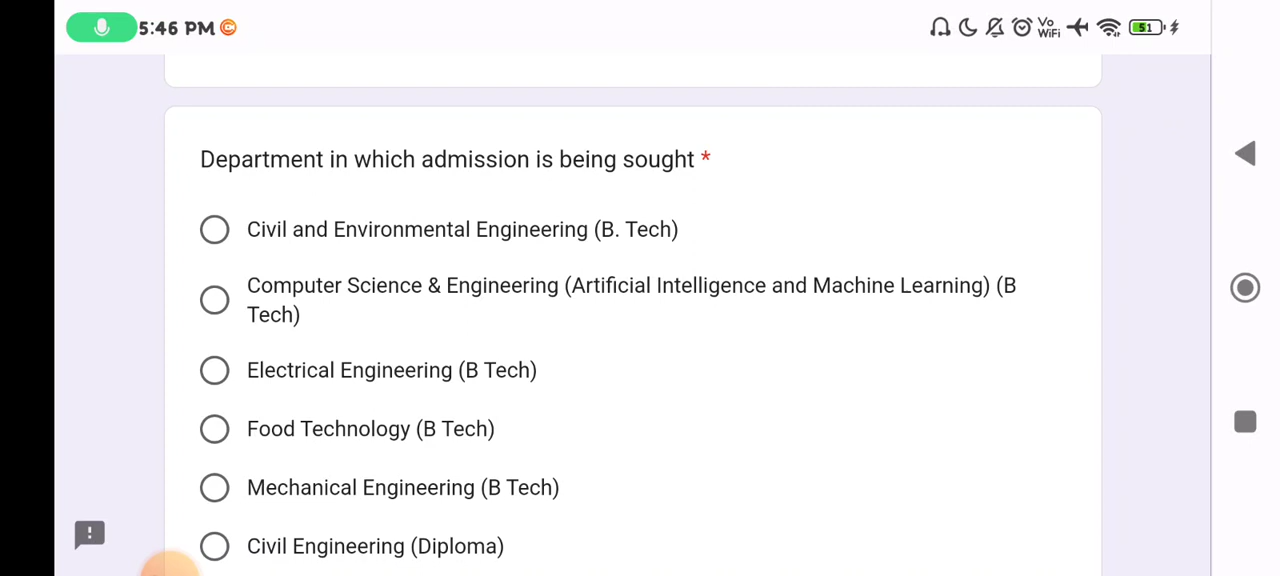 5:46 PM
Vo
WiFi
51
Department in which admission is being sought *
Civil and Environmental Engineering (B. Tech)
Computer Science & Engineering (Artificial Intelligence and Machine Learning) (B
Tech)
Electrical Engineering (B Tech)
Food Technology (B Tech)
Mechanical Engineering (B Tech)
Civil Engineering (Diploma)